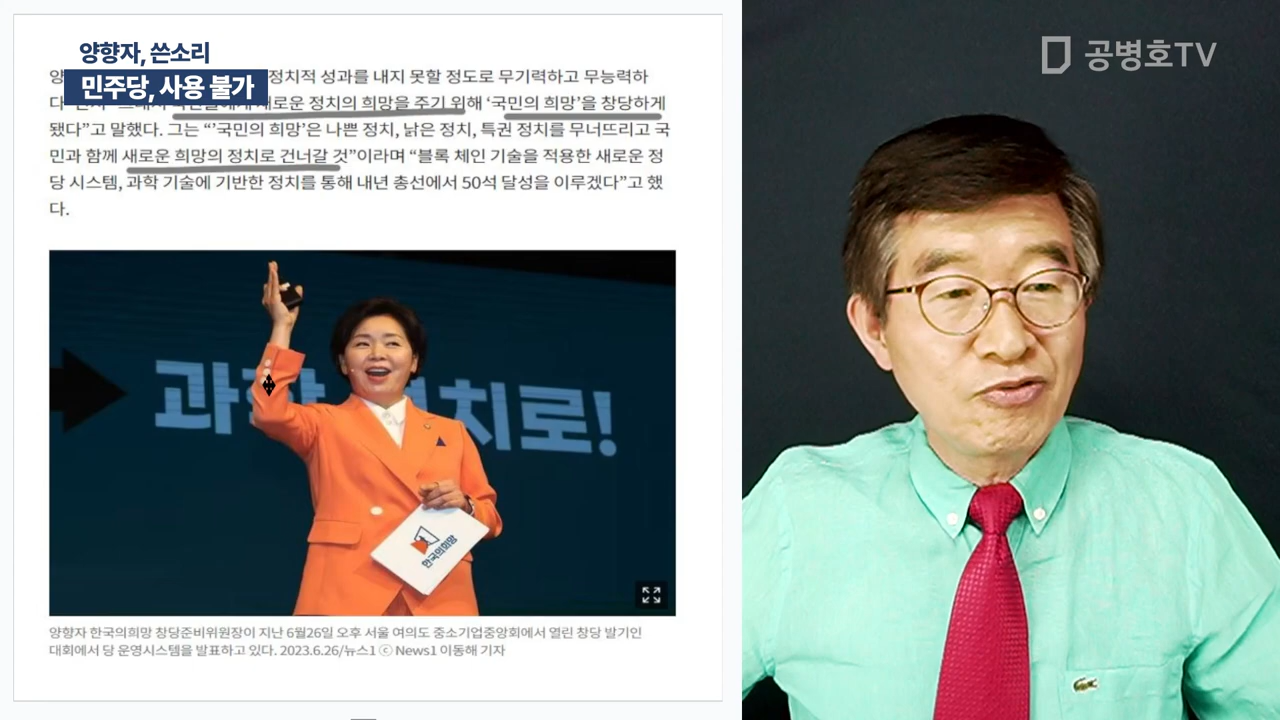 양향자, 쓴소리
민주당, 사용 불가
공병호TV
양 정치적 성과를 내지 못할 정도로 무기력하고 무능력하
다 새로운 정치의 희망을 주기 위해 ‘국민의 희망’을 창당하게
됐다”고 말했다. 그는 “’국민의 희망’은 나쁜 정치, 낡은 정치, 특권 정치를 무너뜨리고 국
민과 함께 새로운 희망의 정치로 건너갈 것”이라며 “블록 체인 기술을 적용한 새로운 정
당 시스템, 과학 기술에 기반한 정치를 통해 내년 총선에서 50석 달성을 이루겠다”고 했
다.
과학 정치로!
한국의희망
양향자 한국의희망 창당준비위원장이 지난 6월26일 오후 서울 여의도 중소기업중앙회에서 열린 창당 발기인
대회에서 당 운영시스템을 발표하고 있다. 2023.6.26/뉴스1 ⓒ News1 이동해 기자